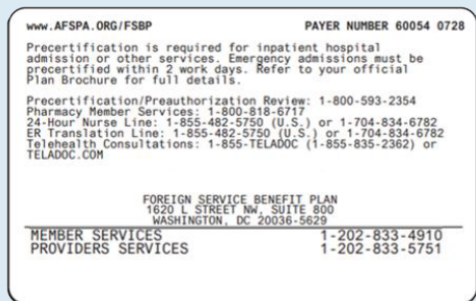 www.AFSPA.ORG/FSBP PAYER NUMBER 60054 0728
Precertification is required for inpatient hospital
admission or other services. Emergency admissions must be
precertified within 2 work days. Refer to your official
Plan Brochure for full details.
Precertification/Preauthorization Review: 1-800-593-2354
Pharmacy Member Services: 1-800-818-6717
24-Hour Nurse Line: 1-855-482-5750 (U.S.) or 1-704-834-6782
ER Translation Line: 1-855-482-5750 (U.S.) or 1-704-834-6782
Telehealth Consultations: 1-855-TELADOC (1-855-835-2362) or
TELADOC.COM
FOREIGN SERVICE BENEFIT PLAN
1620 L STREET NW, SUITE 800
WASHINGTON, DC 20036-5629
MEMBER SERVICES 1-202-833-4910
PROVIDERS SERVICES 1-202-833-5751